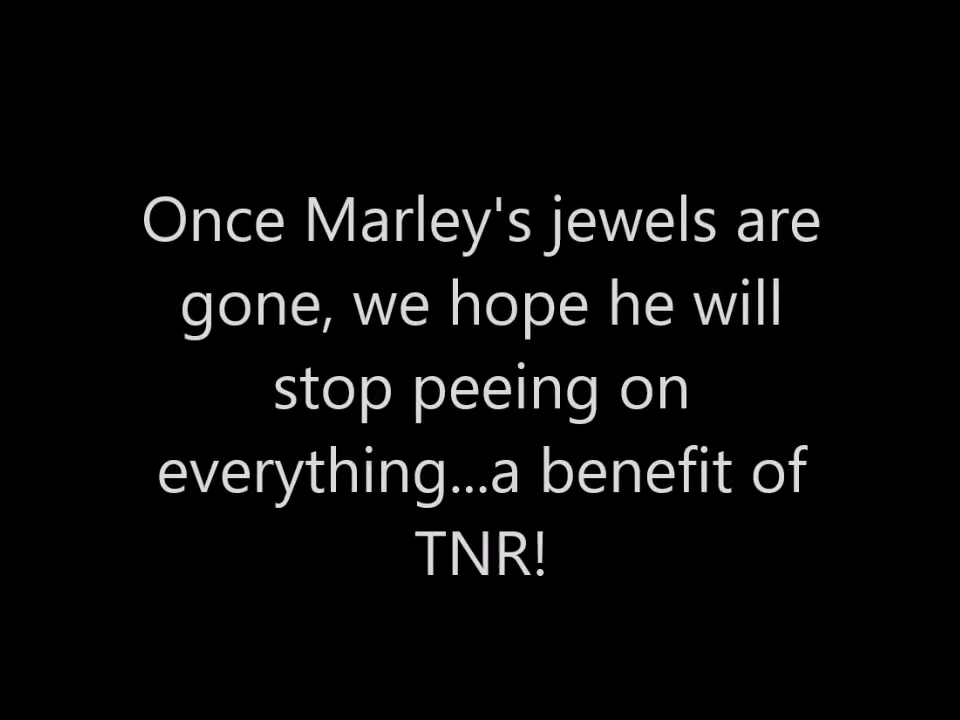 Once Marley's jewels are
gone, we hope he will
stop peeing on
everything...a benefit of
TNR!